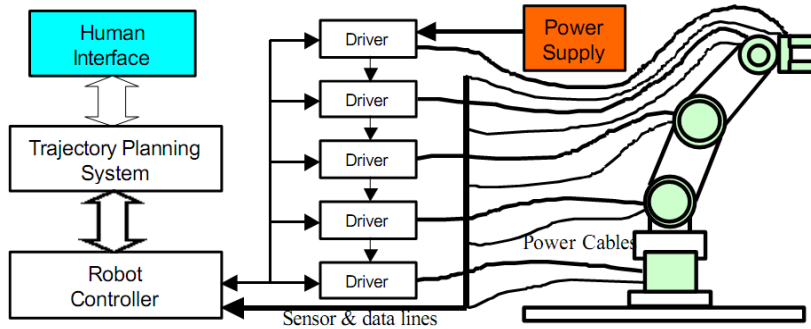 Human
Interface
Trajectory Planning
System
Robot
Controller
Driver
Driver
Driver
Driver
Driver
Power
Supply
Power Cables
Sensor & data lines